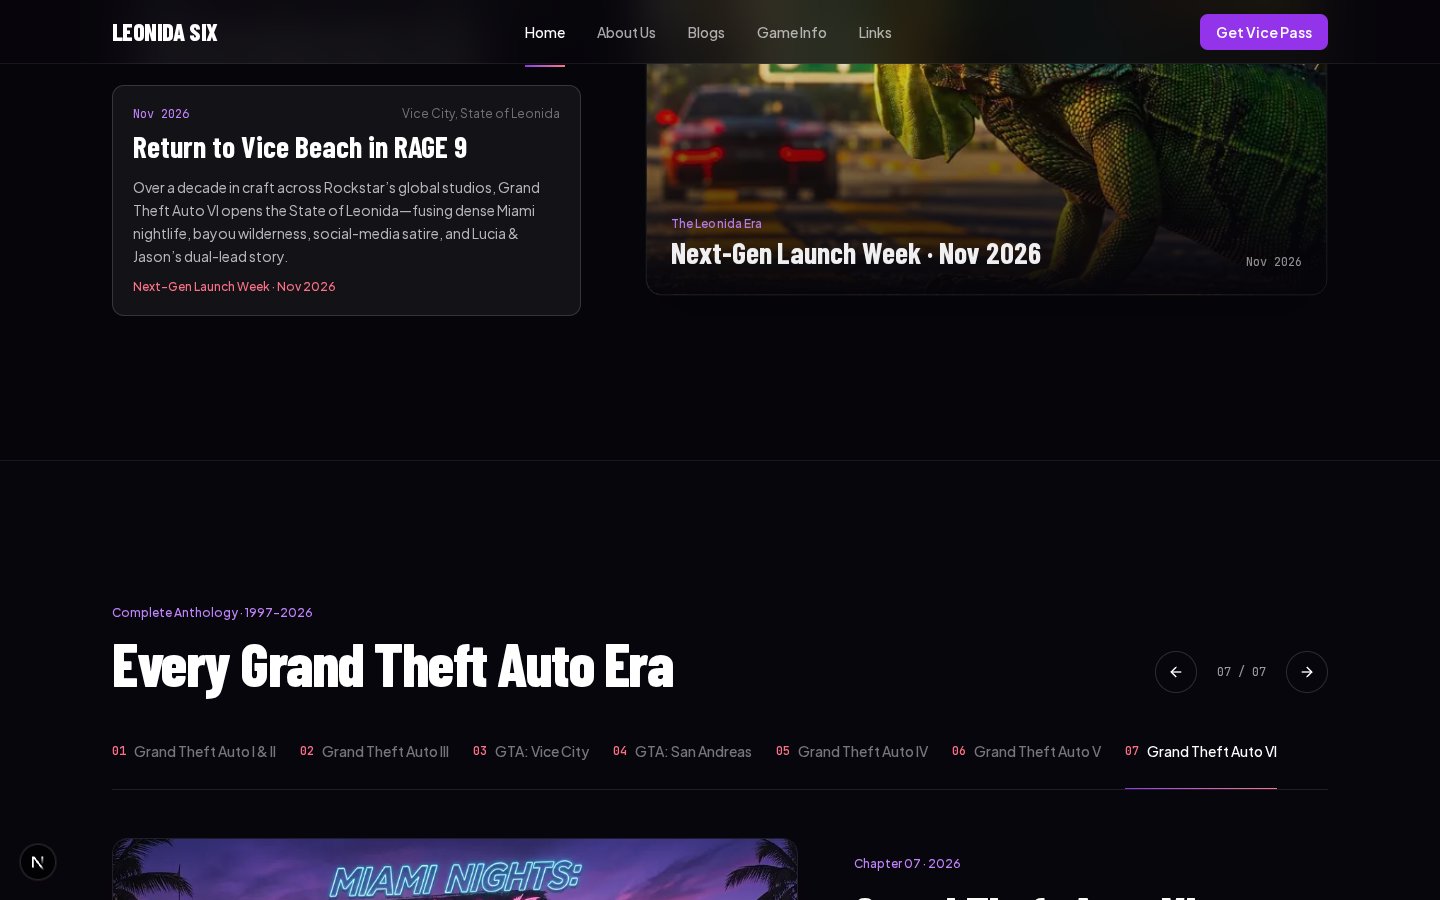 LEONIDA SIX
Home
About Us
Blogs
Game Info
Links
Get Vice Pass
Nov 2026
Vice City, State of Leonida
Return to Vice Beach in RAGE 9
Over a decade in craft across Rockstar’s global studios, Grand
Theft Auto VI opens the State of Leonida—fusing dense Miami
nightlife, bayou wilderness, social-media satire, and Lucia &
Jason’s dual-lead story.
Next-Gen Launch Week · Nov 2026
The Leonida Era
Next-Gen Launch Week · Nov 2026
Nov 2026
Complete Anthology · 1997–2026
Every Grand Theft Auto Era
07 / 07
01 Grand Theft Auto I & II
02 Grand Theft Auto III
03 GTA: Vice City
04 GTA: San Andreas
05 Grand Theft Auto IV
06 Grand Theft Auto V
07 Grand Theft Auto VI
MIAMI NIGHTS:
Chapter 07 · 2026
N